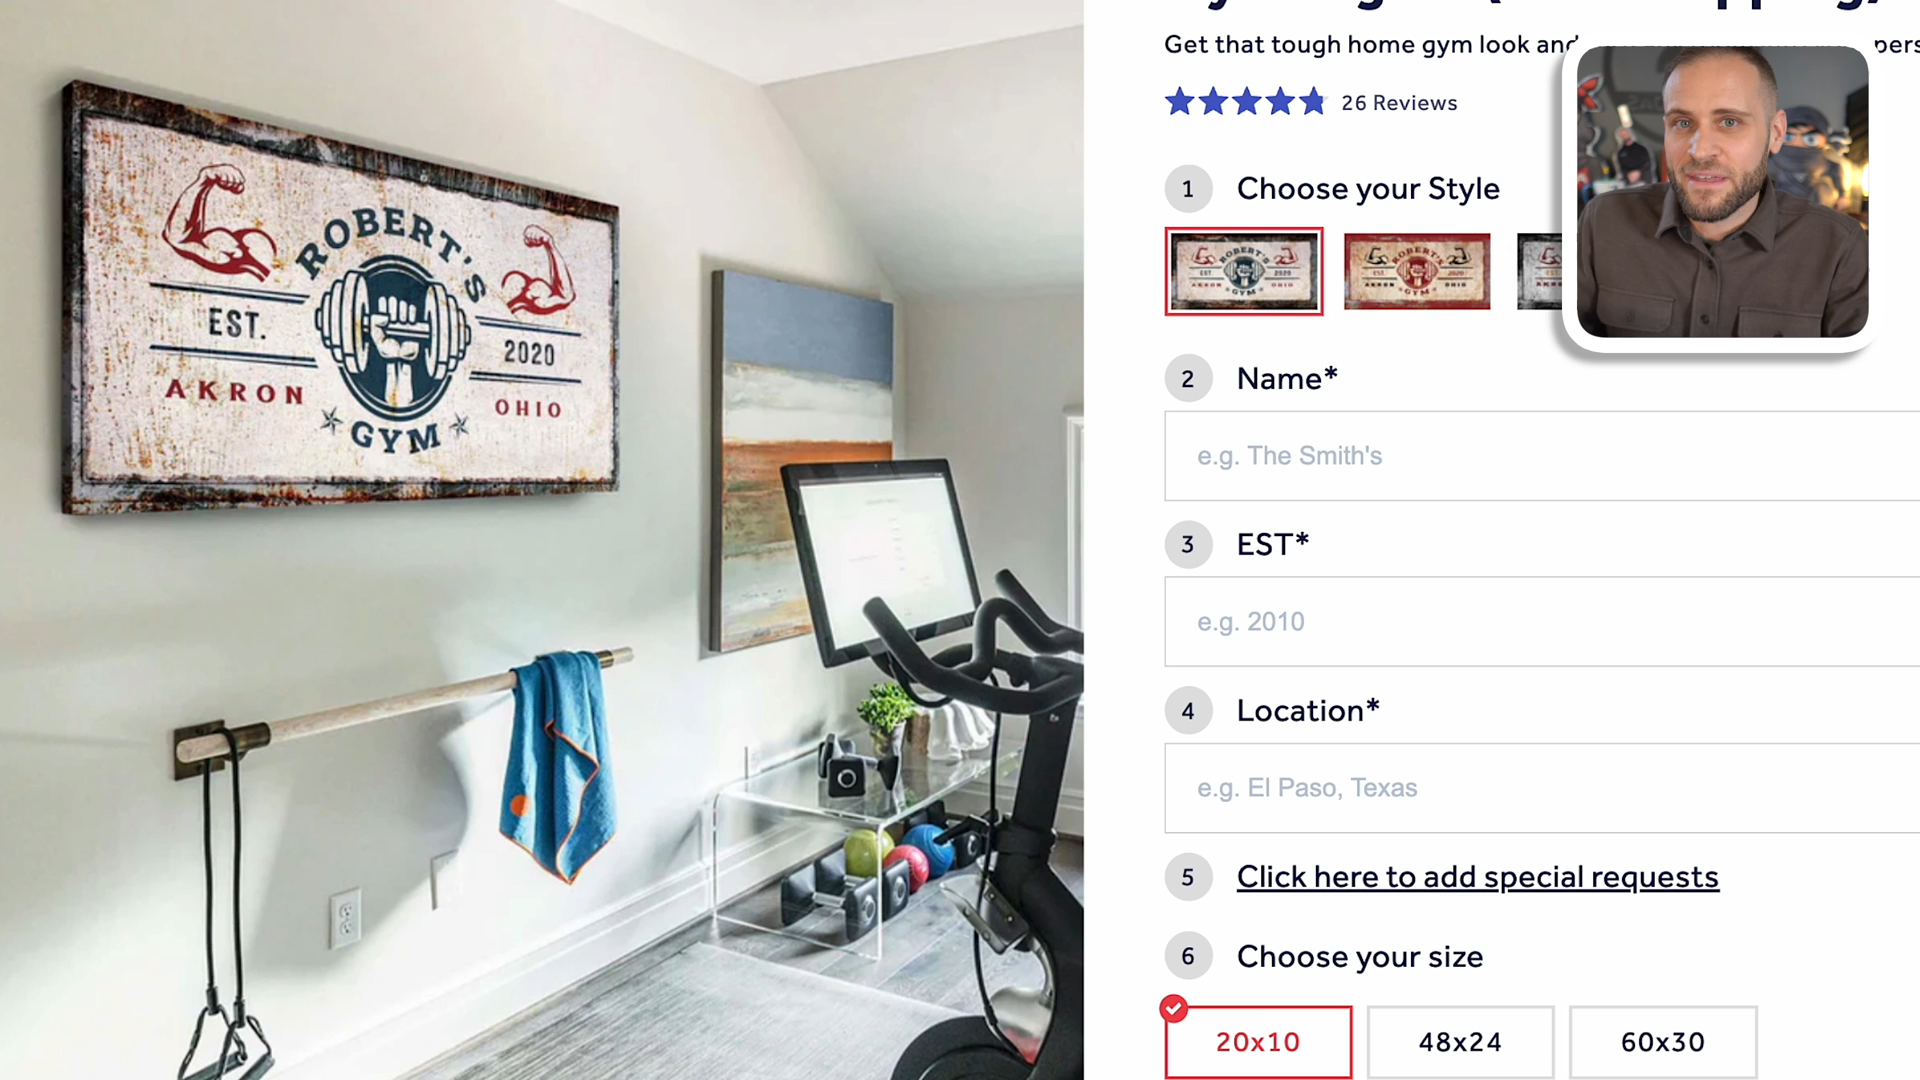 ROBERT'S
EST.
2020
AKRON
OHIO
GYM
Get that tough home gym look and
26 Reviews
1 Choose your Style
2 Name*
e.g. The Smith's
3 EST*
e.g. 2010
4 Location*
e.g. El Paso, Texas
5 Click here to add special requests
6 Choose your size
20x10
48x24
60x30